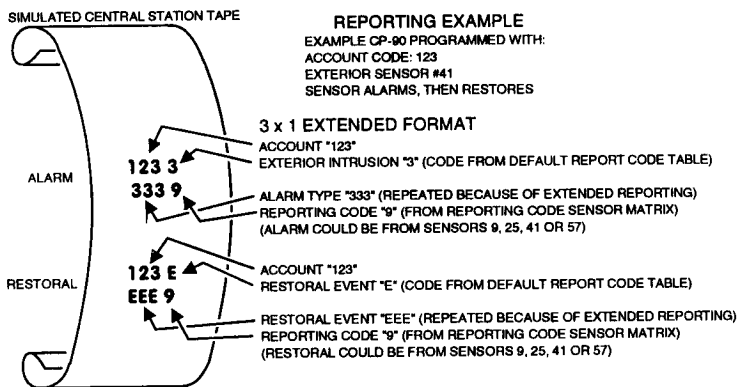 SIMULATED CENTRAL STATION TAPE
REPORTING EXAMPLE
EXAMPLE CP-90 PROGRAMMED WITH:
ACCOUNT CODE: 123
EXTERIOR SENSOR #41
SENSOR ALARMS, THEN RESTORES
3 x 1 EXTENDED FORMAT
ACCOUNT "123"
123 3
EXTERIOR INTRUSION "3" (CODE FROM DEFAULT REPORT CODE TABLE)
ALARM
333 9
ALARM TYPE "333" (REPEATED BECAUSE OF EXTENDED REPORTING)
REPORTING CODE "9" (FROM REPORTING CODE SENSOR MATRIX)
(ALARM COULD BE FROM SENSORS 9, 25, 41 OR 57)
ACCOUNT "123"
123 E
RESTORAL EVENT "E" (CODE FROM DEFAULT REPORT CODE TABLE)
RESTORAL
EEE 9
RESTORAL EVENT "EEE" (REPEATED BECAUSE OF EXTENDED REPORTING)
REPORTING CODE "9" (FROM REPORTING CODE SENSOR MATRIX)
(RESTORAL COULD BE FROM SENSORS 9, 25, 41 OR 57)